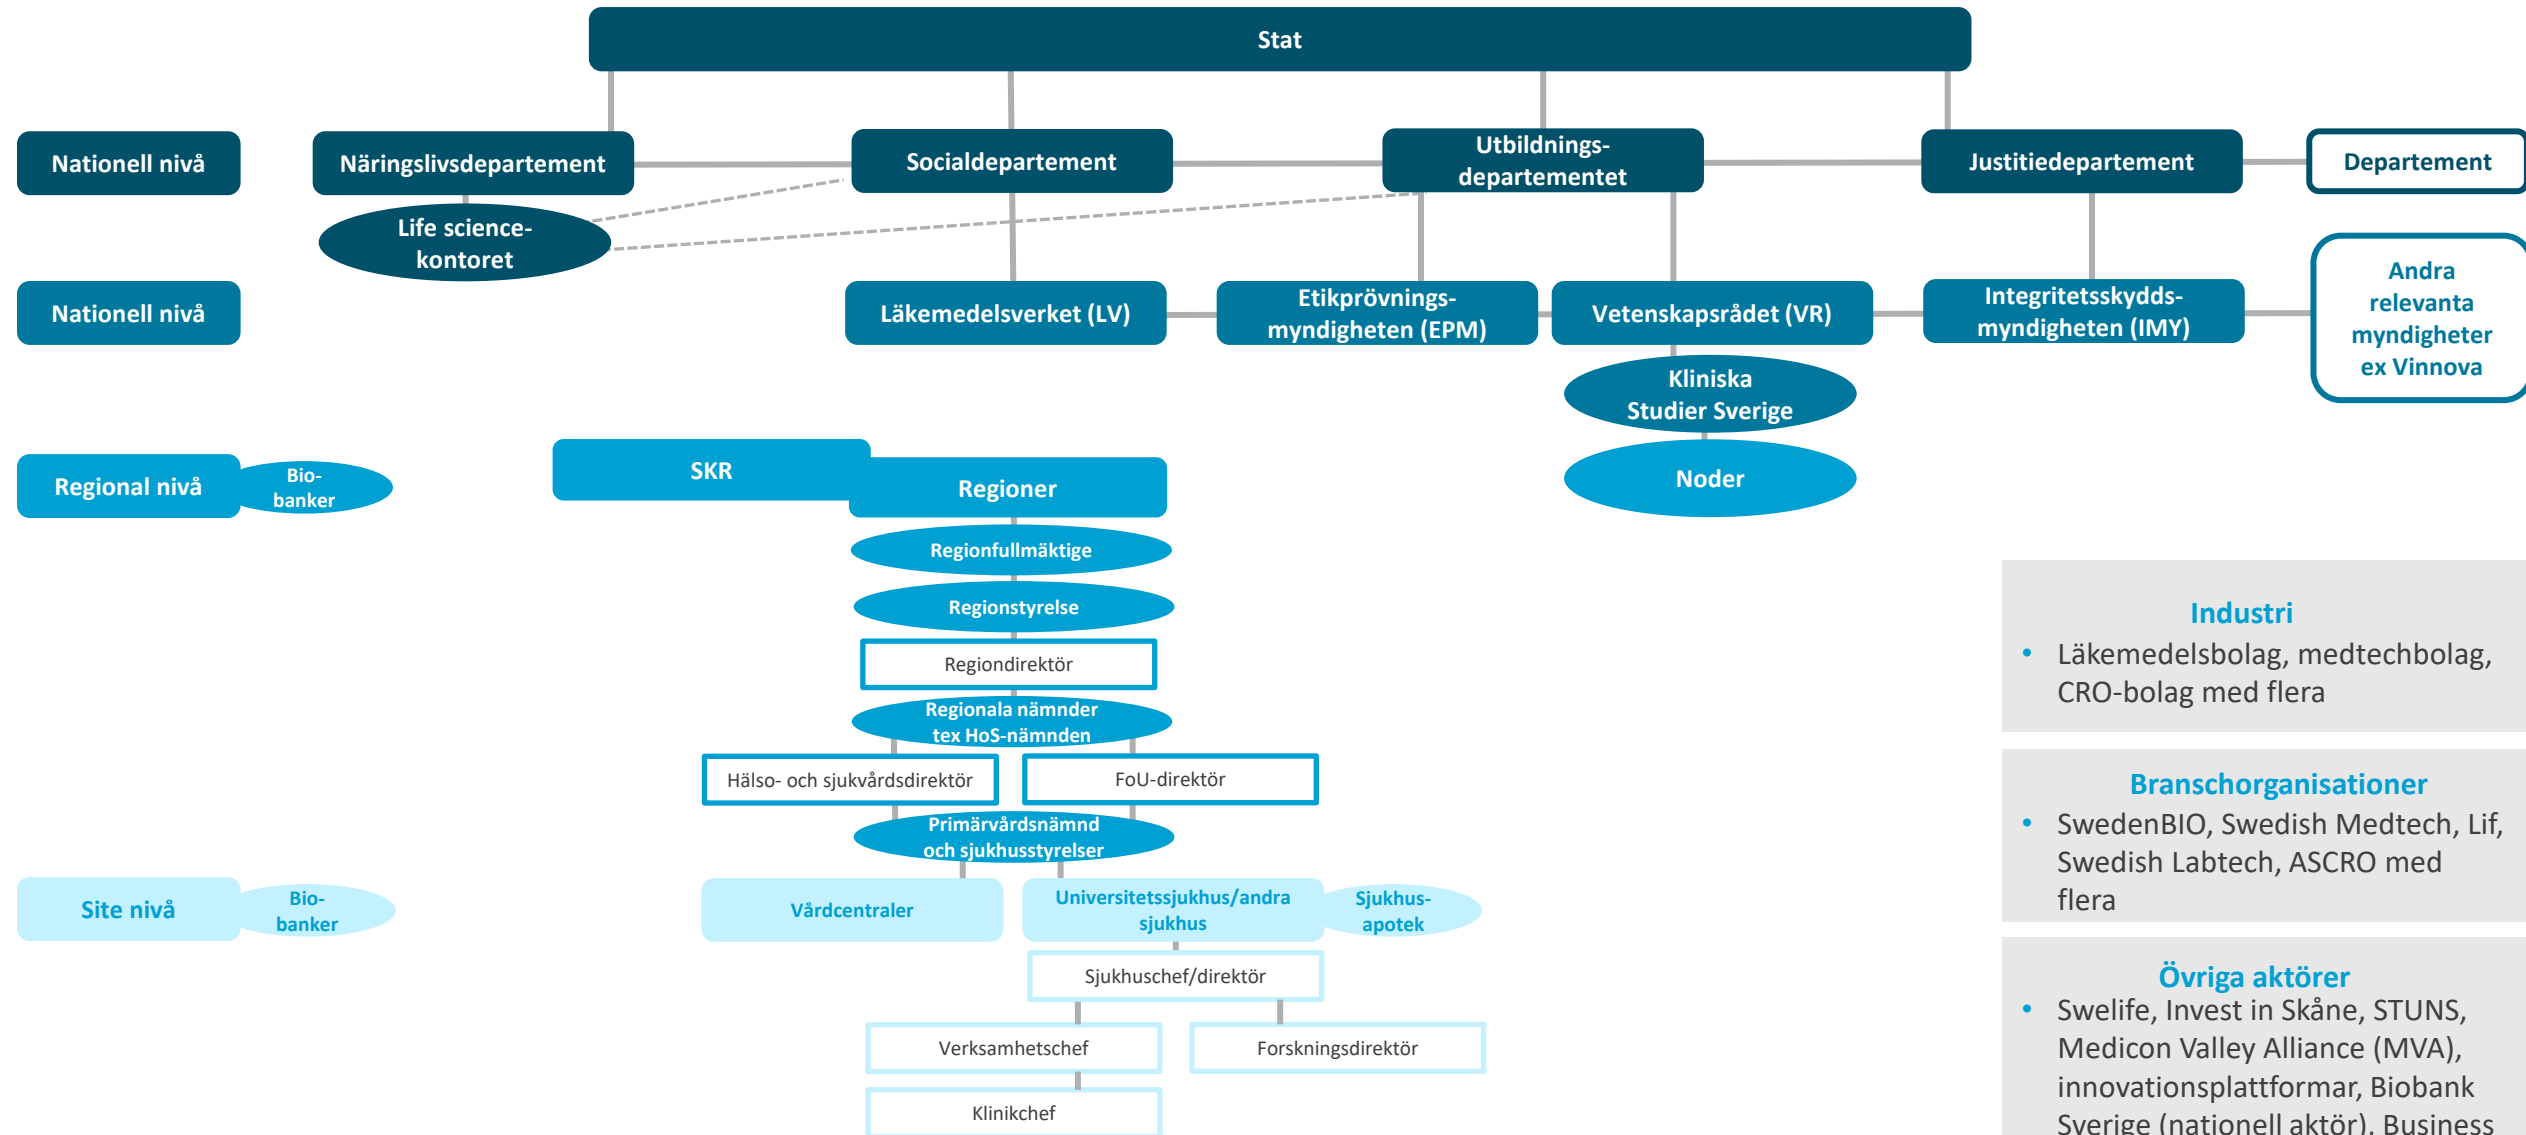 Stat
Nationell nivå
Näringslivsdepartement
Socialdepartement
Utbildnings-
departementet
Justitiedepartement
Departement
Life science-
kontoret
Nationell nivå
Läkemedelsverket (LV)
Etikprövnings-
myndigheten (EPM)
Vetenskapsrådet (VR)
Integritetsskydds-
myndigheten (IMY)
Andra
relevanta
myndigheter
ex Vinnova
Kliniska
Studier Sverige
Regional nivå
Bio-
banker
SKR
Regioner
Noder
Regionfullmäktige
Regionstyrelse
Regiondirektör
Regionala nämnder
tex HoS-nämnden
Hälso- och sjukvårdsdirektör
FoU-direktör
Primärvårdsnämnd
och sjukhusstyrelser
Site nivå
Bio-
banker
Vårdcentraler
Universitetssjukhus/andra
sjukhus
Sjukhus-
apotek
Sjukhuschef/direktör
Verksamhetschef
Forskningsdirektör
Klinikchef
Industri
• Läkemedelsbolag, medtechbolag,
CRO-bolag med flera
Branschorganisationer
• SwedenBIO, Swedish Medtech, Lif,
Swedish Labtech, ASCRO med
flera
Övriga aktörer
• Swelife, Invest in Skåne, STUNS,
Medicon Valley Alliance (MVA),
innovationsplattformar, Biobank
Sverige (nationell aktör), Business